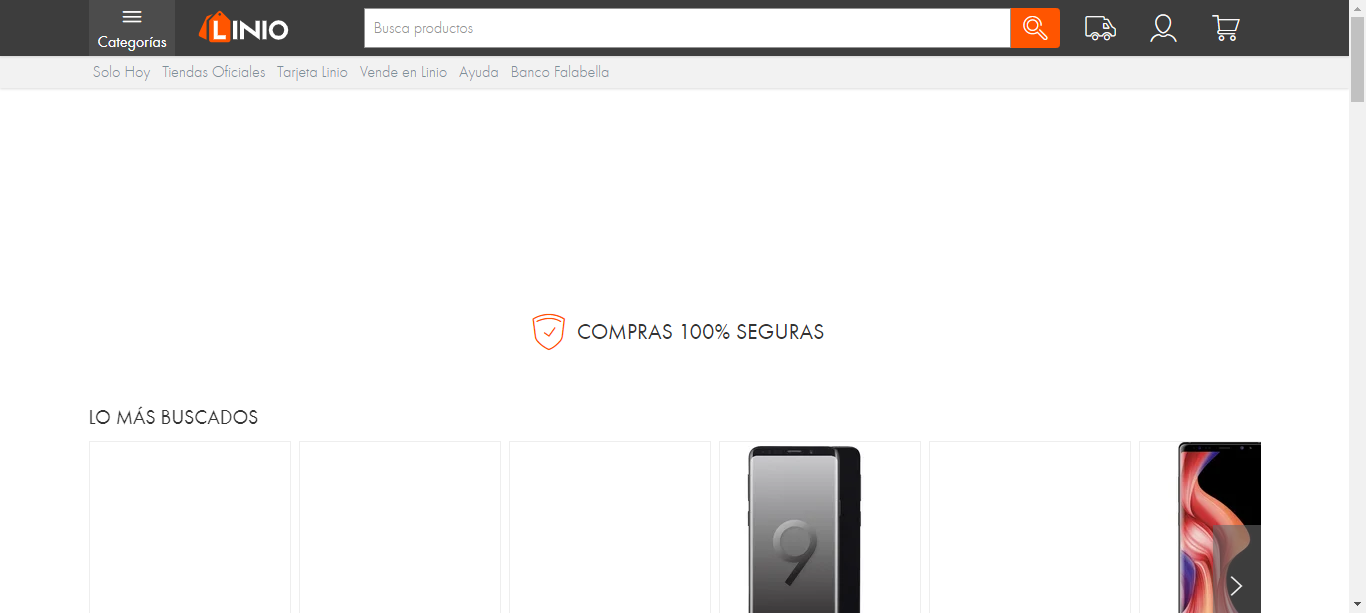 Categorías
LINIO
Busca productos
Solo Hoy Tiendas Oficiales Tarjeta Linio Vende en Linio Ayuda Banco Falabella
COMPRAS 100% SEGURAS
LO MÁS BUSCADOS
9